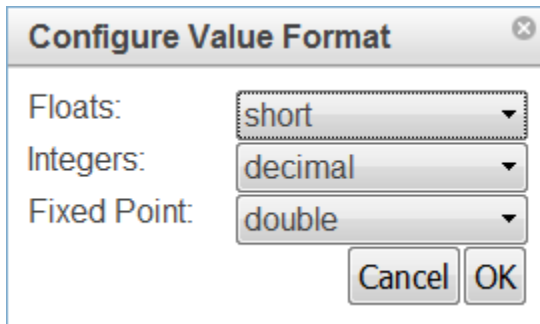 Configure Value Format
Floats: short
Integers: decimal
Fixed Point: double
Cancel OK